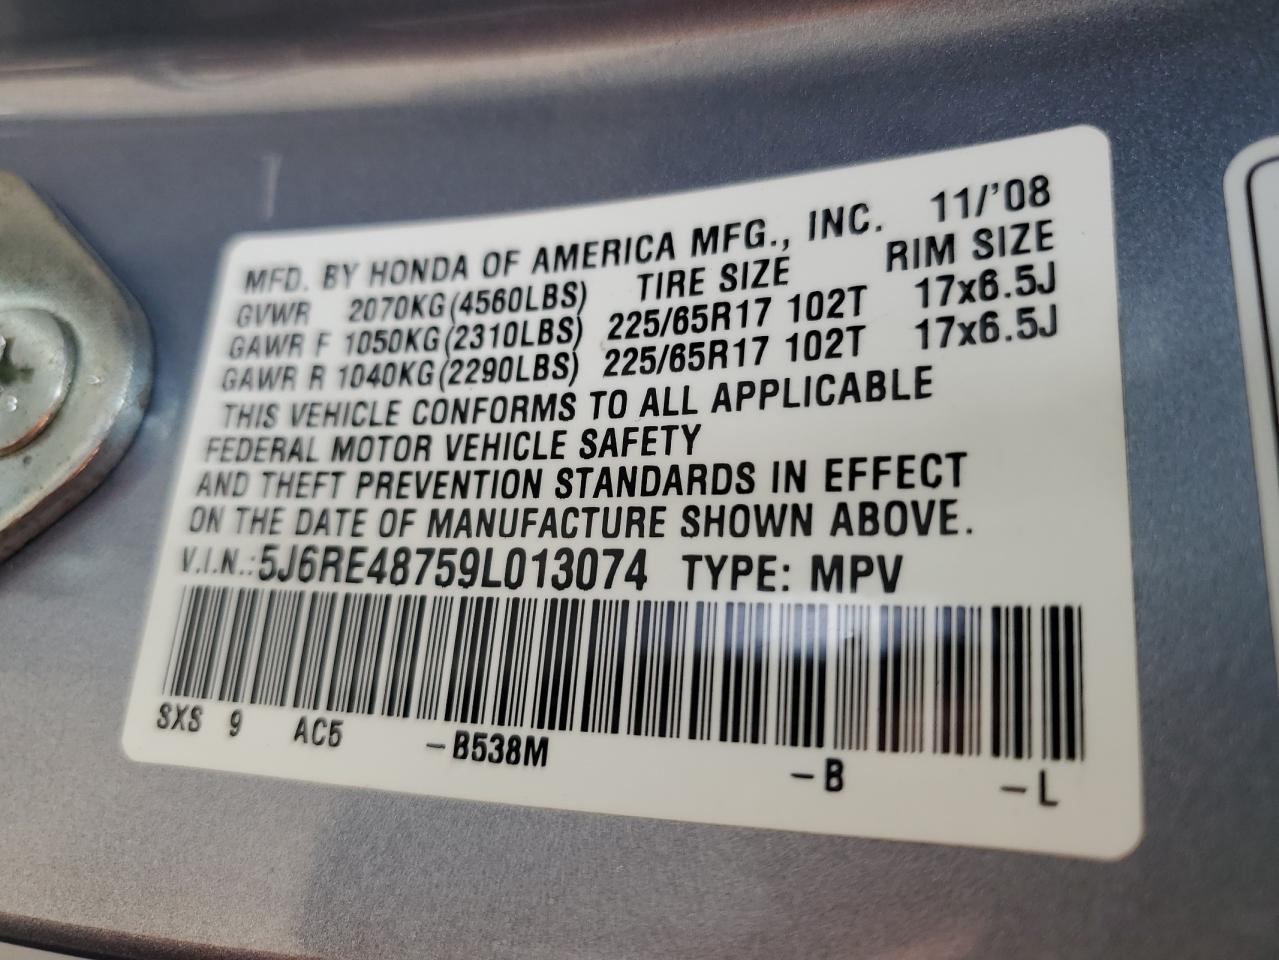 MFD. BY HONDA OF AMERICA MFG., INC. 11/'08
GVWR 2070KG(4560LBS) TIRE SIZE RIM SIZE
GAWR F 1050KG(2310LBS) 225/65R17 102T 17x6.5J
GAWR R 1040KG(2290LBS) 225/65R17 102T 17x6.5J
THIS VEHICLE CONFORMS TO ALL APPLICABLE
FEDERAL MOTOR VEHICLE SAFETY
AND THEFT PREVENTION STANDARDS IN EFFECT
ON THE DATE OF MANUFACTURE SHOWN ABOVE.
V.I.N.:5J6RE48759L013074 TYPE: MPV
SXS 9 AC5 -B538M -B -L